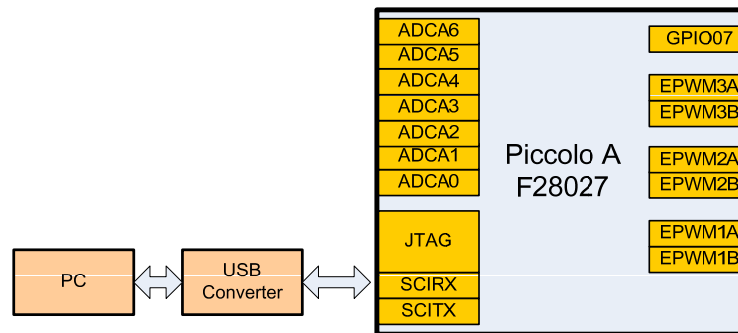 ADCA6
ADCA5
ADCA4
ADCA3
ADCA2
ADCA1
ADCA0
JTAG
SCIRX
SCITX
Piccolo A
F28027
GPIO07
EPWM3A
EPWM3B
EPWM2A
EPWM2B
EPWM1A
EPWM1B
PC
USB
Converter